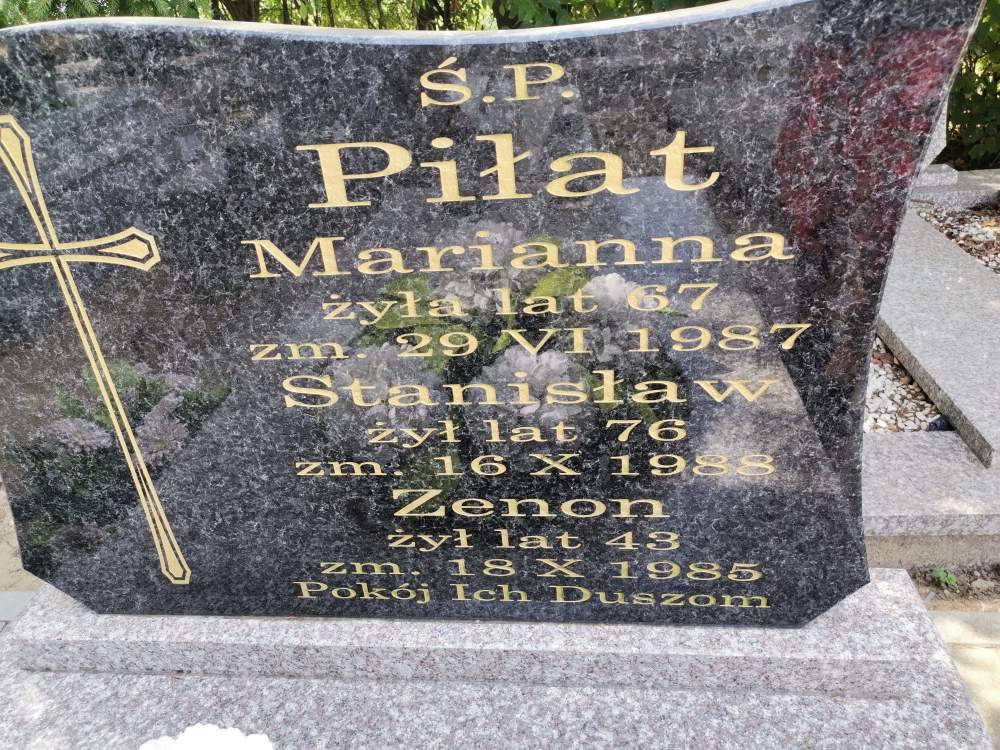 Ś.P.
Piłat
Marianna
żyła lat 67
zm. 29 VI 1987
Stanisław
żył lat 76
zm. 16 X 1988
Zenon
żył lat 43
zm. 18 X 1985
Pokój Ich Duszom